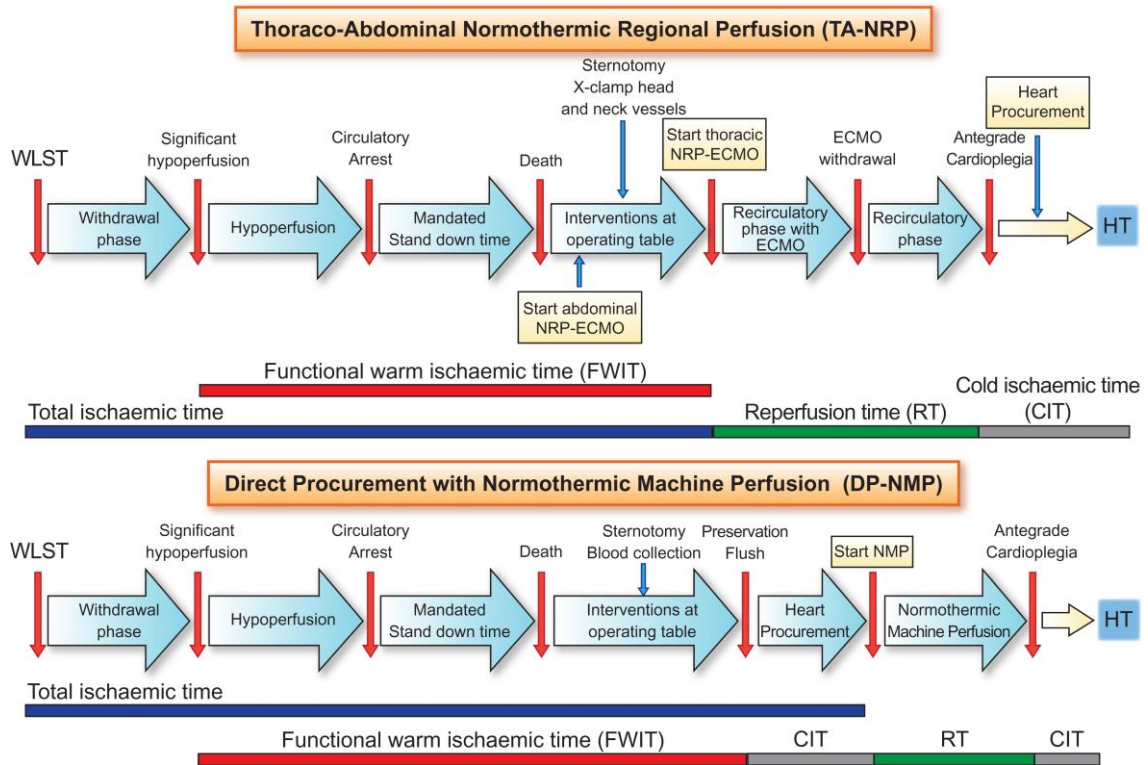 Thoraco-Abdominal Normothermic Regional Perfusion (TA-NRP)
Sternotomy
X-clamp head
and neck vessels
Heart
Procurement
Significant
hypoperfusion
Circulatory
Arrest
Start thoracic
NRP-ECMO
ECMO
withdrawal
Antegrade
Cardioplegia
WLST
Death
Withdrawal
phase
Hypoperfusion
Mandated
Stand down time
Interventions at
operating table
Recirculatory
phase with
ECMO
Recirculatory
phase
HT
Start abdominal
NRP-ECMO
Functional warm ischaemic time (FWIT)
Total ischaemic time
Reperfusion time (RT)
Cold ischaemic time
(CIT)
Direct Procurement with Normothermic Machine Perfusion (DP-NMP)
WLST
Significant
hypoperfusion
Circulatory
Arrest
Death
Sternotomy
Blood collection
Preservation
Flush
Start NMP
Antegrade
Cardioplegia
Withdrawal
phase
Hypoperfusion
Mandated
Stand down time
Interventions at
operating table
Heart
Procurement
Normothermic
Machine Perfusion
HT
Total ischaemic time
Functional warm ischaemic time (FWIT)
CIT
RT
CIT